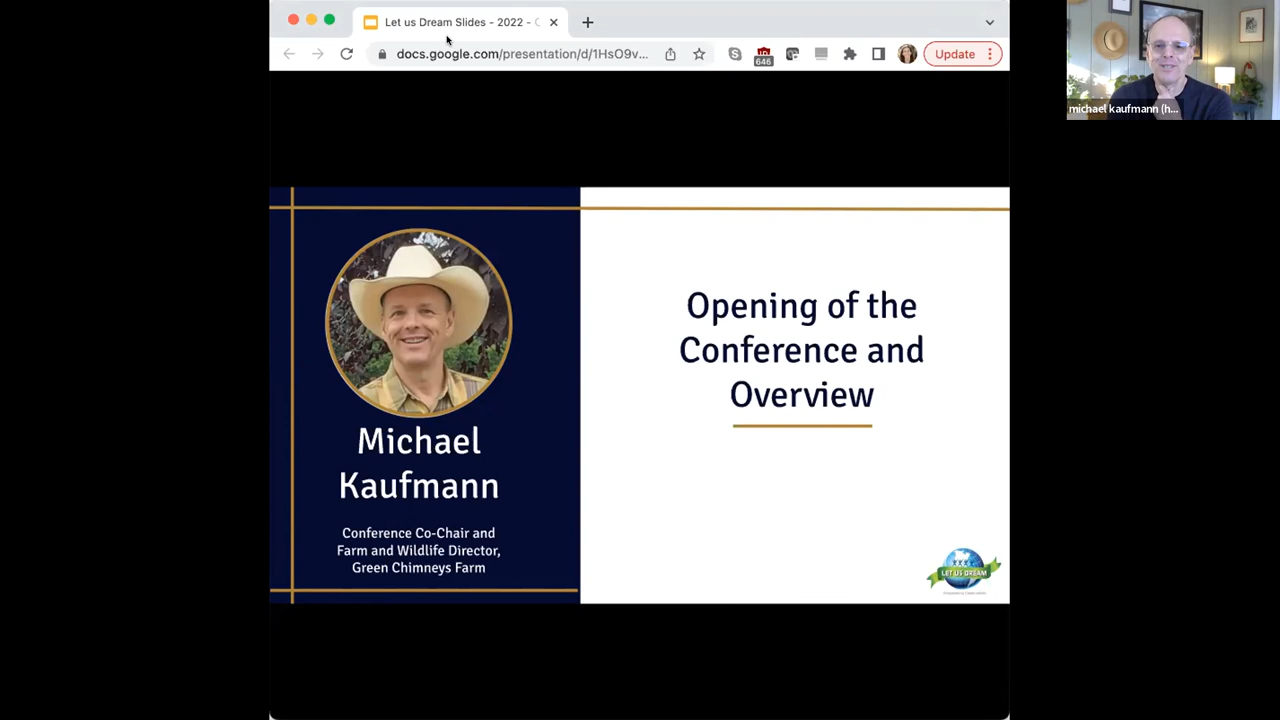 Let us Dream Slides - 2022 - C
docs.google.com/presentation/d/1HsO9v...
646
Update
michael kaufmann (h...
Opening of the
Conference and
Overview
Michael
Kaufmann
Conference Co-Chair and
Farm and Wildlife Director,
Green Chimneys Farm
LET US DREAM